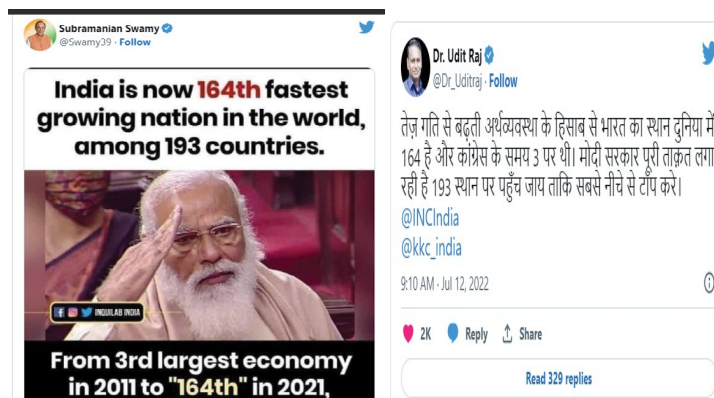 Subramanian Swamy
@Swamy39 · Follow
India is now 164th fastest
growing nation in the world,
among 193 countries.
INQUILAB INDIA
From 3rd largest economy
in 2011 to "164th" in 2021,
Dr. Udit Raj
@Dr_Uditraj · Follow
तेज़ गति से बढ़ती अर्थव्यवस्था के हिसाब से भारत का स्थान दुनिया में
164 है और कांग्रेस के समय 3 पर थी। मोदी सरकार पूरी ताक़त लगा
रही है 193 स्थान पर पहुँच जाय ताकि सबसे नीचे से टॉप करे।
@INCIndia
@kkc_india
9:10 AM · Jul 12, 2022
2K Reply Share
Read 329 replies